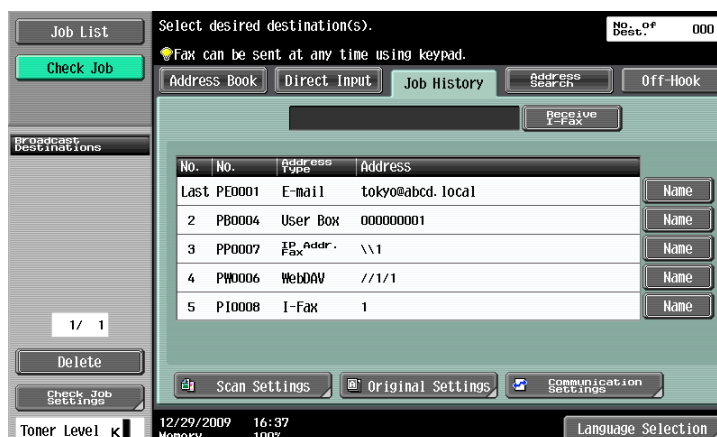 Job List
Check Job
Broadcast
Destinations
1/ 1
Delete
Check Job
Settings
Toner Level K
Select desired destination(s).
Fax can be sent at any time using keypad.
No. of
Dest.
000
Address Book
Direct Input
Job History
Address
Search
Off-Hook
Receive
I-Fax
No. No. Address Type Address
Last PE0001 E-mail tokyo@abcd.local Name
2 PB0004 User Box 000000001 Name
3 PP0007 IP Addr. Fax \\1 Name
4 PW0006 WebDAV //1/1 Name
5 PI0008 I-Fax 1 Name
Scan Settings
Original Settings
Communication
Settings
12/29/2009 16:37
Memory 100%
Language Selection